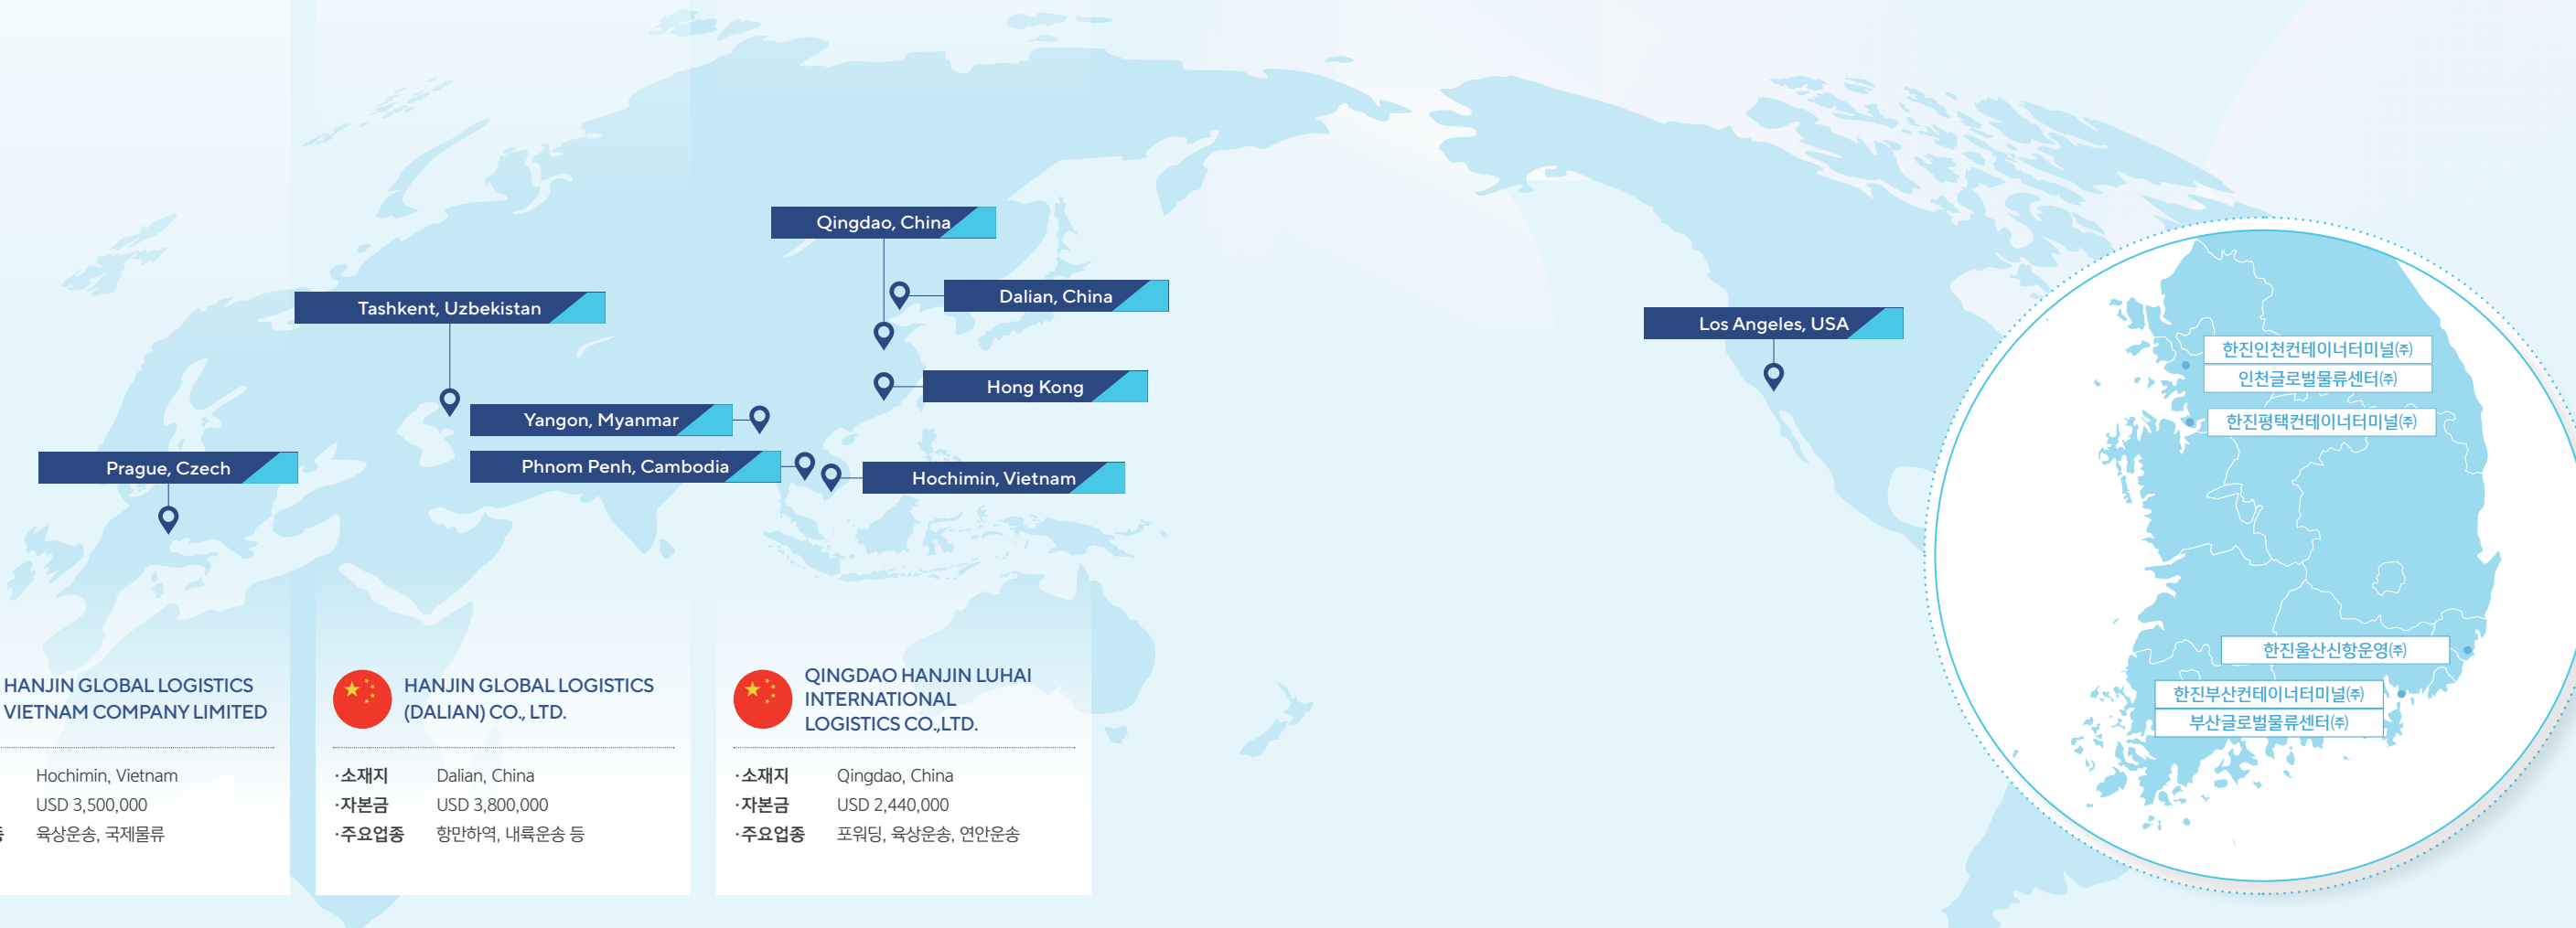 Qingdao, China
Dalian, China
Tashkent, Uzbekistan
Los Angeles, USA
Hong Kong
Yangon, Myanmar
Prague, Czech
Phnom Penh, Cambodia
Hochimin, Vietnam
한진인천컨테이너터미널㈜
인천글로벌물류센터㈜
한진평택컨테이너터미널㈜
한진울산신항운영㈜
한진부산컨테이너터미널㈜
부산글로벌물류센터㈜
HANJIN GLOBAL LOGISTICS
VIETNAM COMPANY LIMITED
Hochimin, Vietnam
USD 3,500,000
육상운송, 국제물류
HANJIN GLOBAL LOGISTICS
(DALIAN) CO., LTD.
·소재지 Dalian, China
·자본금 USD 3,800,000
·주요업종 항만하역, 내륙운송 등
QINGDAO HANJIN LUHAI
INTERNATIONAL
LOGISTICS CO.,LTD.
·소재지 Qingdao, China
·자본금 USD 2,440,000
·주요업종 포워딩, 육상운송, 연안운송